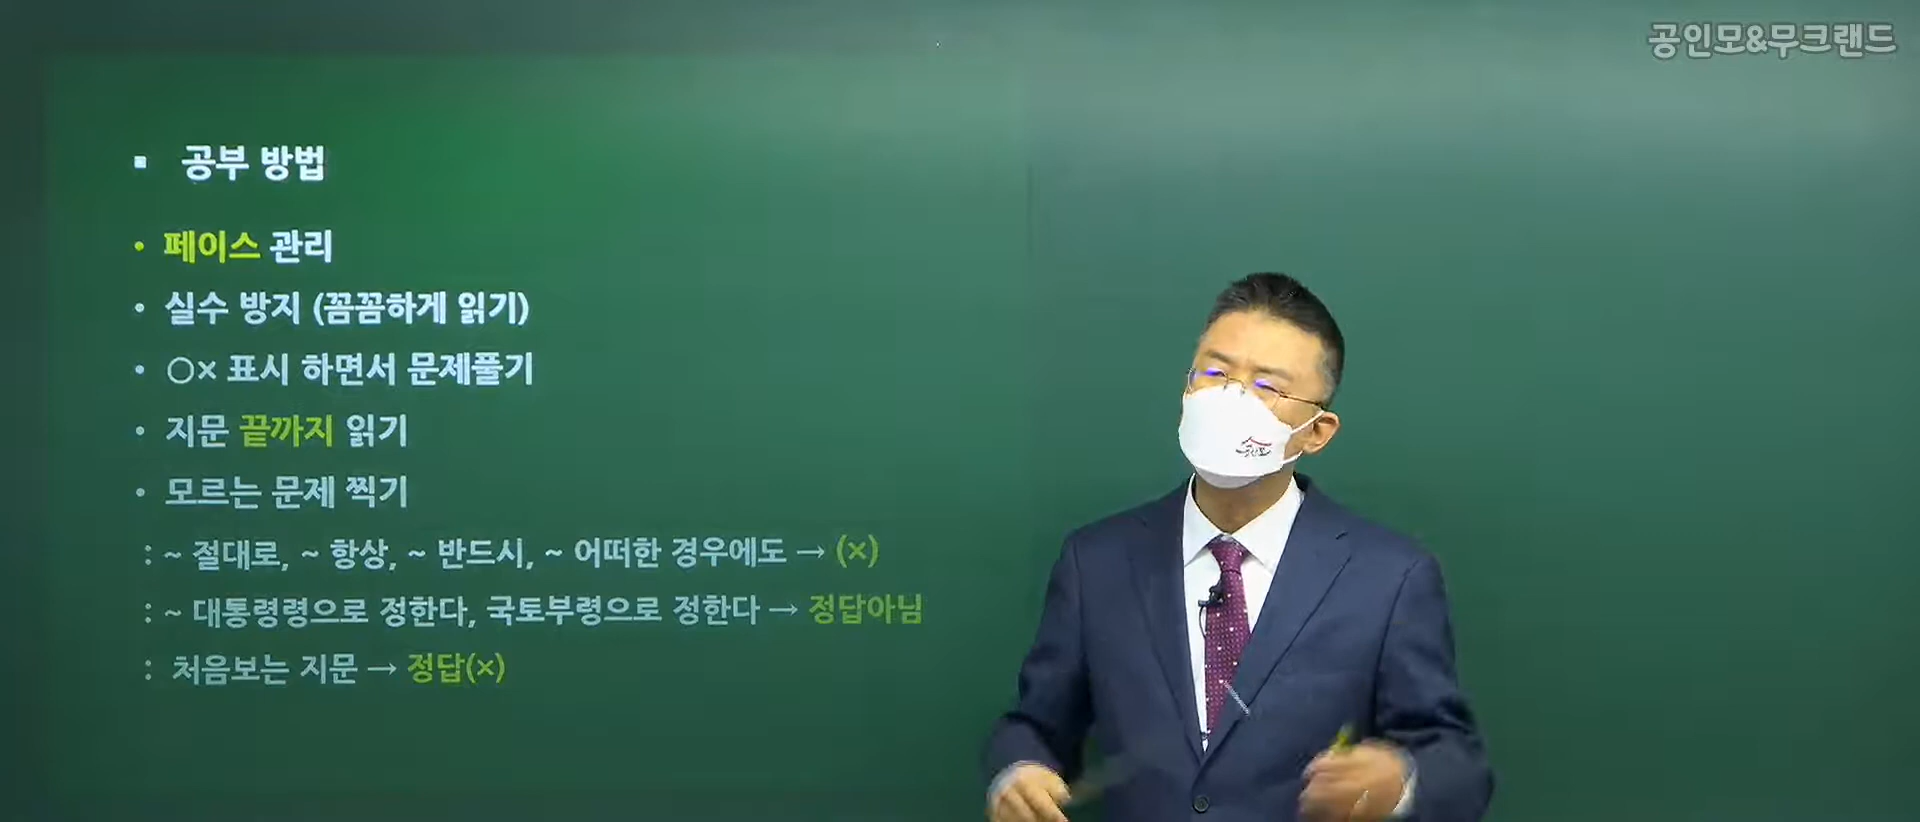 공인모&무크랜드
▪ 공부 방법
• 페이스 관리
• 실수 방지 (꼼꼼하게 읽기)
• ○× 표시 하면서 문제풀기
• 지문 끝까지 읽기
• 모르는 문제 찍기
: ~ 절대로, ~ 항상, ~ 반드시, ~ 어떠한 경우에도 → (×)
: ~ 대통령령으로 정한다, 국토부령으로 정한다 → 정답아님
: 처음보는 지문 → 정답(×)